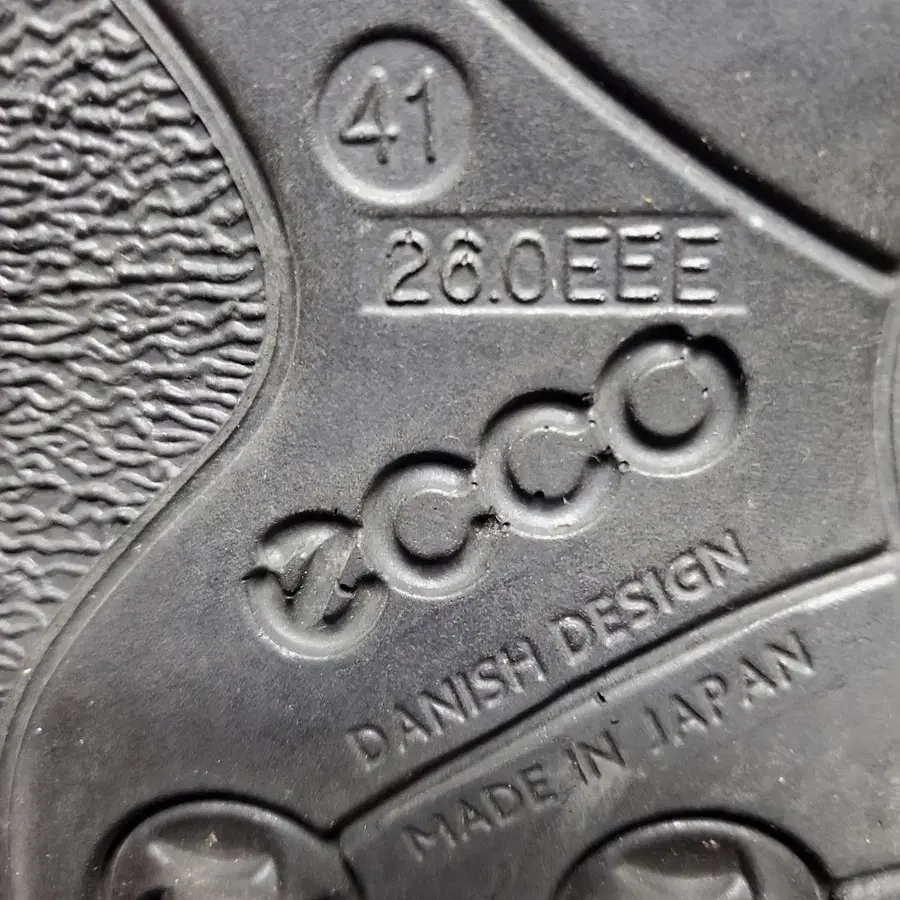 41
26.0EEE
ecco
DANISH DESIGN
MADE IN JAPAN